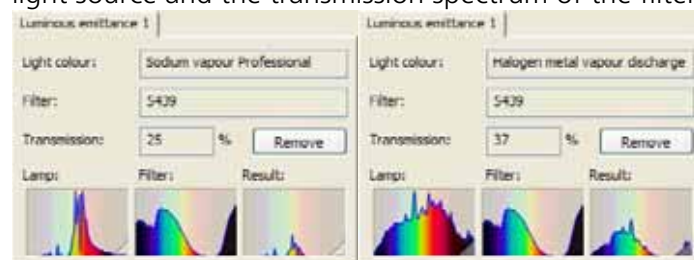 light source and the transmission spectrum of the filter
Luminous emittance 1
Light colour: Sodium vapour Professional
Filter: 5439
Transmission: 25 % Remove
Lamp: Filter: Result:
Luminous emittance 1
Light colour: Halogen metal vapour discharge
Filter: 5439
Transmission: 37 % Remove
Lamp: Filter: Result: